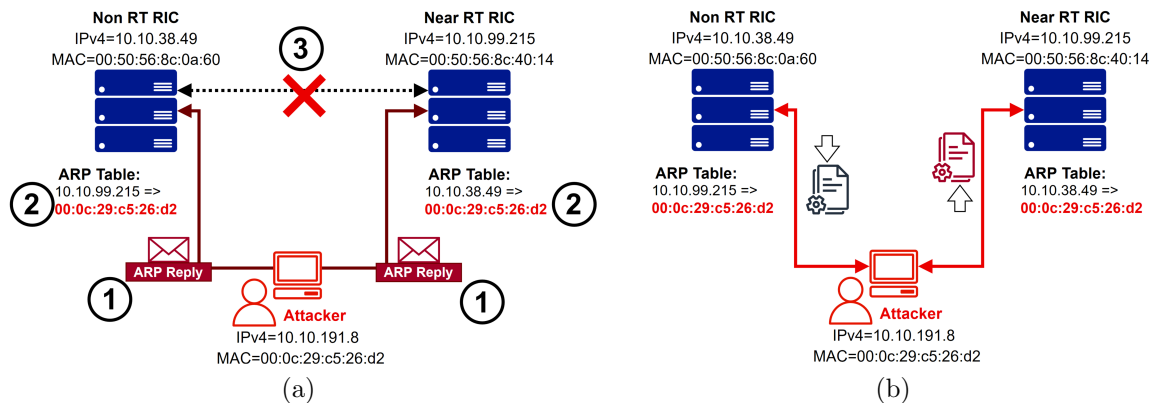 Non RT RIC
IPv4=10.10.38.49
MAC=00:50:56:8c:0a:60
3
Near RT RIC
IPv4=10.10.99.215
MAC=00:50:56:8c:40:14
ARP Table:
10.10.99.215 =>
00:0c:29:c5:26:d2
2
ARP Table:
10.10.38.49 =>
00:0c:29:c5:26:d2
2
ARP Reply
1
ARP Reply
1
Attacker
IPv4=10.10.191.8
MAC=00:0c:29:c5:26:d2
(a)
Non RT RIC
IPv4=10.10.38.49
MAC=00:50:56:8c:0a:60
Near RT RIC
IPv4=10.10.99.215
MAC=00:50:56:8c:40:14
ARP Table:
10.10.99.215 =>
00:0c:29:c5:26:d2
ARP Table:
10.10.38.49 =>
00:0c:29:c5:26:d2
Attacker
IPv4=10.10.191.8
MAC=00:0c:29:c5:26:d2
(b)